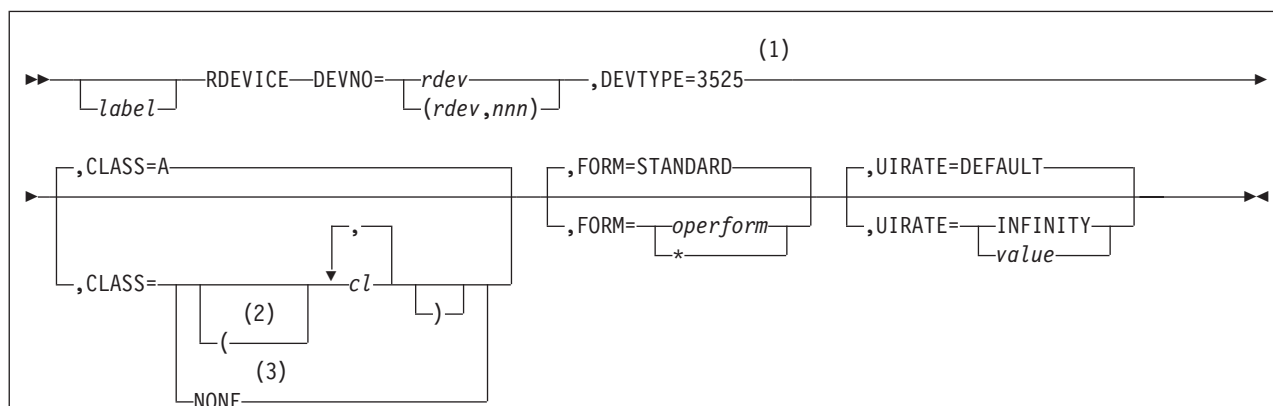 (1)
RDEVICE DEVNO= rdev ,DEVTYPE=3525
label (rdev,nnn)
,CLASS=A ,FORM=STANDARD ,UIRATE=DEFAULT
,FORM= operform ,UIRATE= INFINITY
, * value
,CLASS= cl
(2) )
(
(3)
NONE